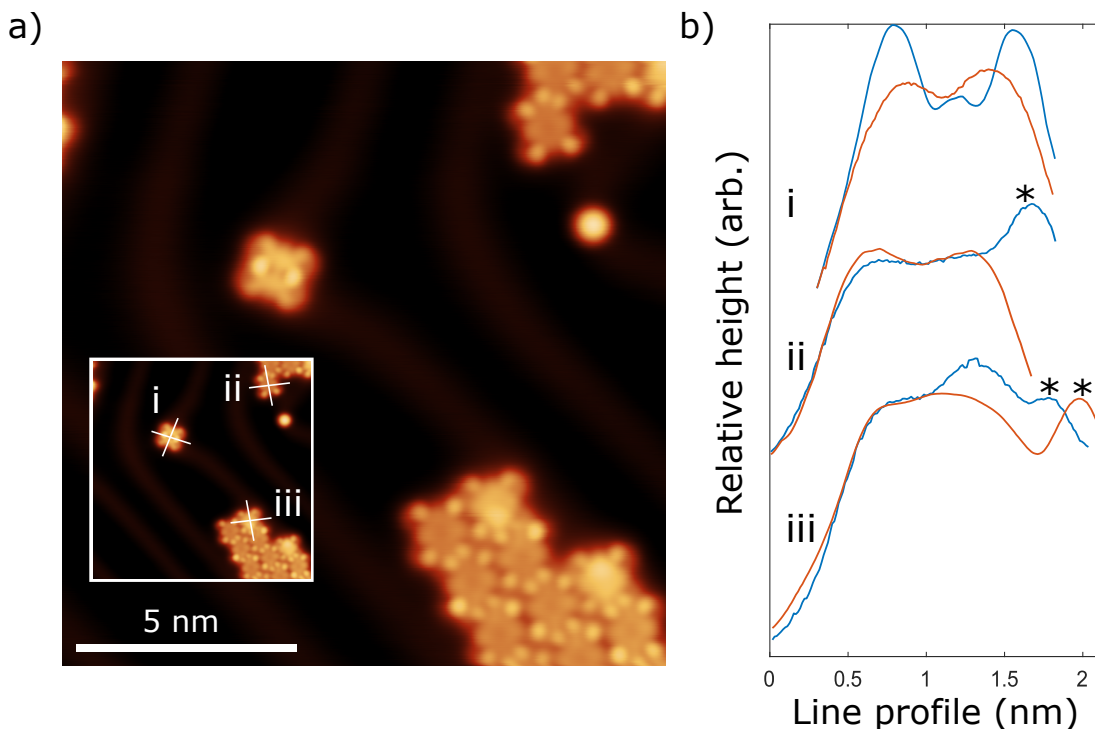 a)
i
ii
iii
5 nm
b)
Relative height (arb.)
i
*
ii
* *
iii
0 0.5 1 1.5 2
Line profile (nm)